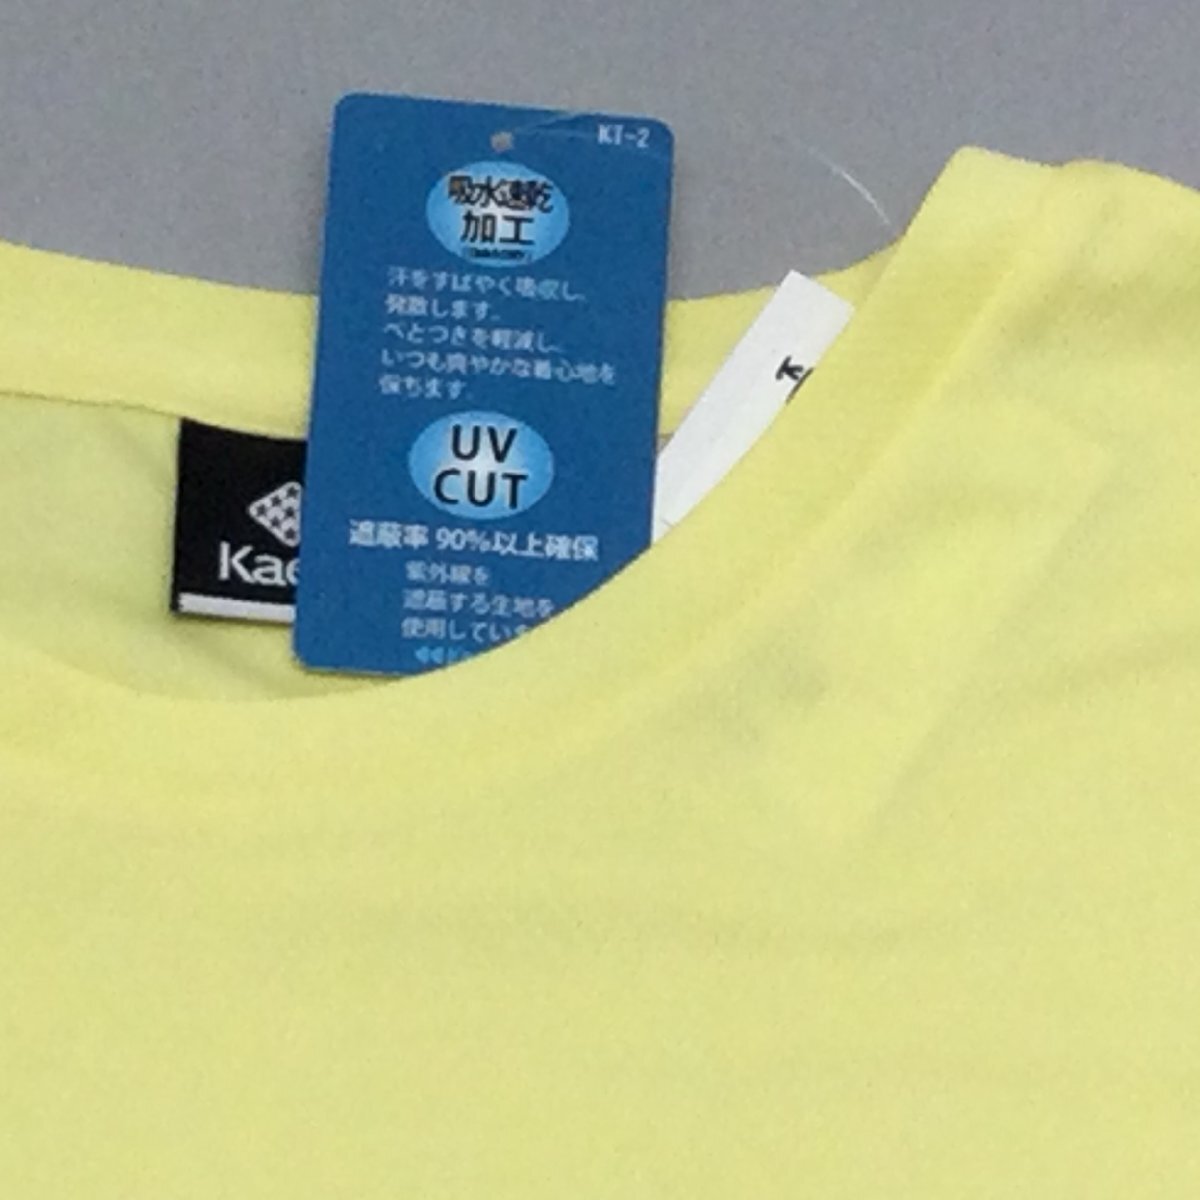 KT-2
吸水速乾
加工
汗をすばやく吸収し、
発散します。
べとつきを軽減し、
いつも爽やかな着心地を
保ちます。
UV
CUT
遮蔽率 90%以上確保
紫外線を
遮蔽する生地を
使用してい
Kae